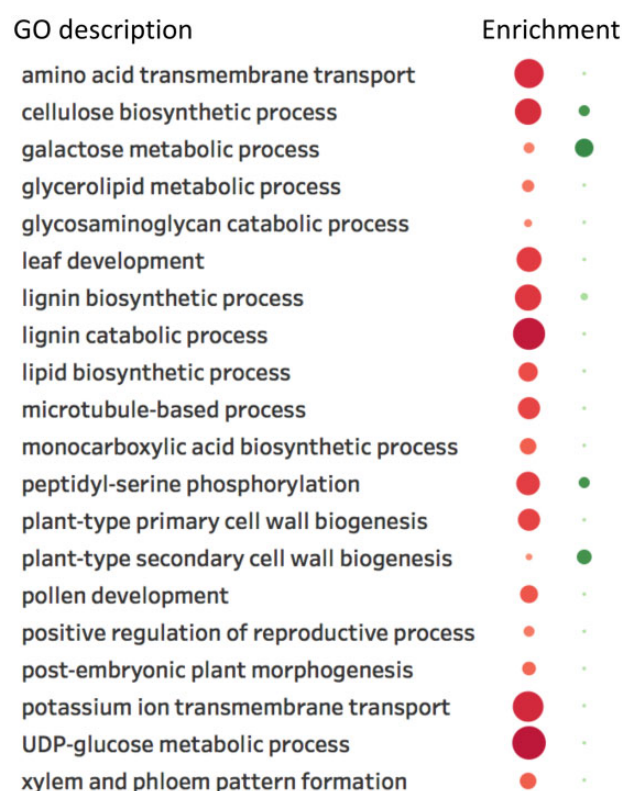 GO description Enrichment
amino acid transmembrane transport
cellulose biosynthetic process
galactose metabolic process
glycerolipid metabolic process
glycosaminoglycan catabolic process
leaf development
lignin biosynthetic process
lignin catabolic process
lipid biosynthetic process
microtubule-based process
monocarboxylic acid biosynthetic process
peptidyl-serine phosphorylation
plant-type primary cell wall biogenesis
plant-type secondary cell wall biogenesis
pollen development
positive regulation of reproductive process
post-embryonic plant morphogenesis
potassium ion transmembrane transport
UDP-glucose metabolic process
xylem and phloem pattern formation